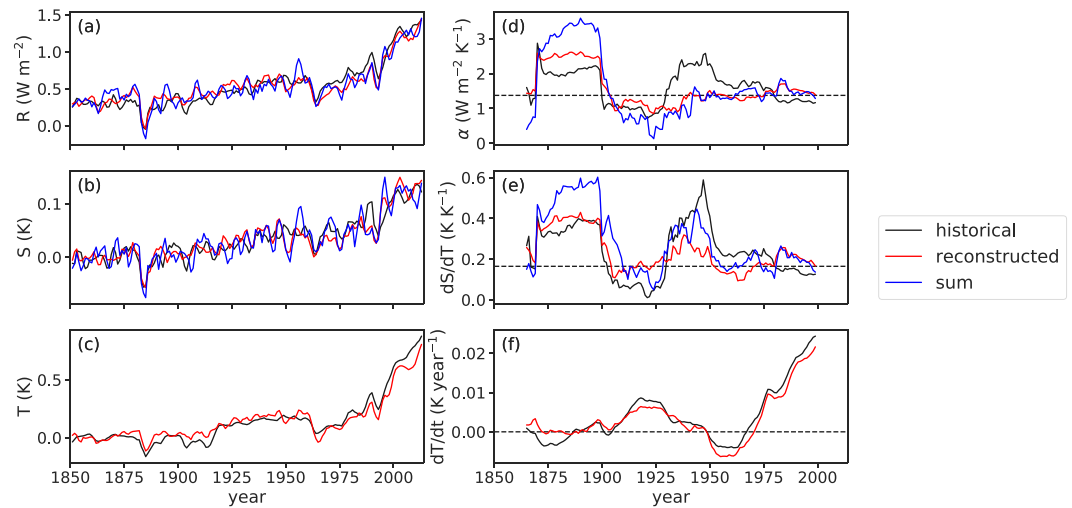 (a)
R (W m⁻²)
1.5
1.0
0.5
0.0
(b)
S (K)
0.1
0.0
(c)
T (K)
0.5
0.0
1850 1875 1900 1925 1950 1975 2000
year
(d)
α (W m⁻² K⁻¹)
3
2
1
0
(e)
dS/dT (K K⁻¹)
0.6
0.4
0.2
0.0
(f)
dT/dt (K year⁻¹)
0.02
0.01
0.00
1850 1875 1900 1925 1950 1975 2000
year
historical
reconstructed
sum